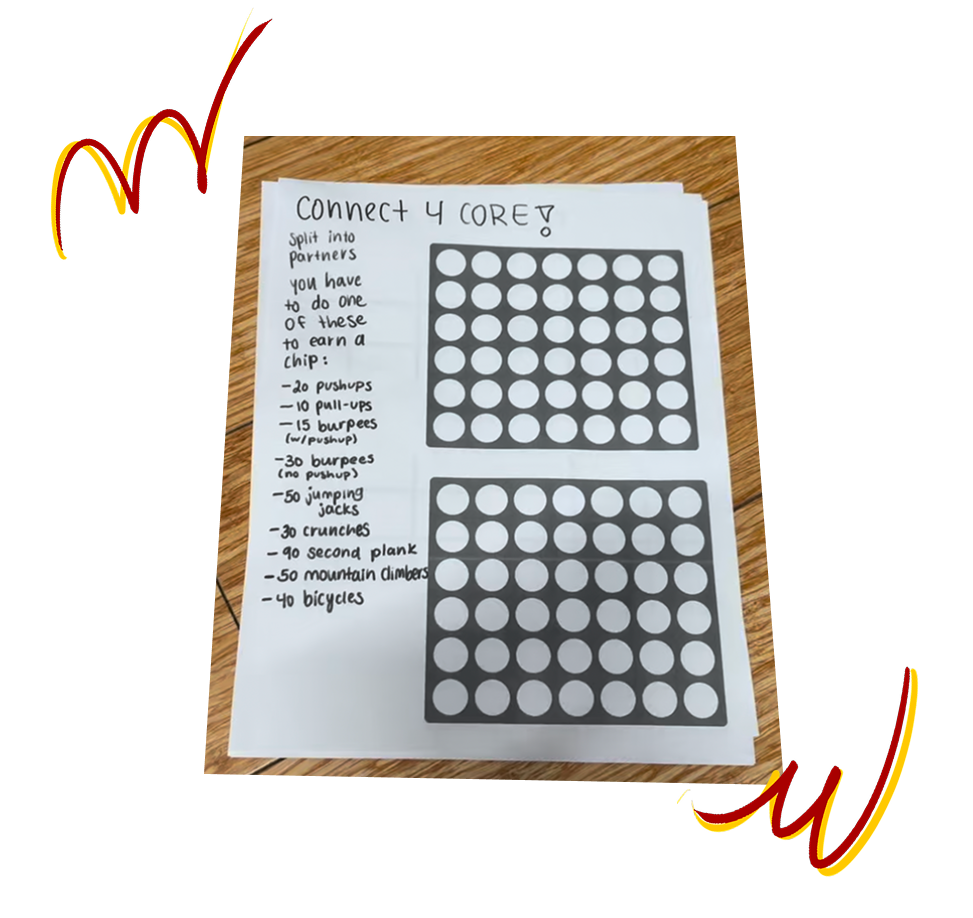 Connect 4 CORE!
Split into
partners
you have
to do one
of these
to earn a
chip:
-20 pushups
-10 pull-ups
-15 burpees
(w/pushup)
-30 burpees
(no pushup)
-50 jumping
jacks
-30 crunches
-90 second plank
-50 mountain climbers
-40 bicycles